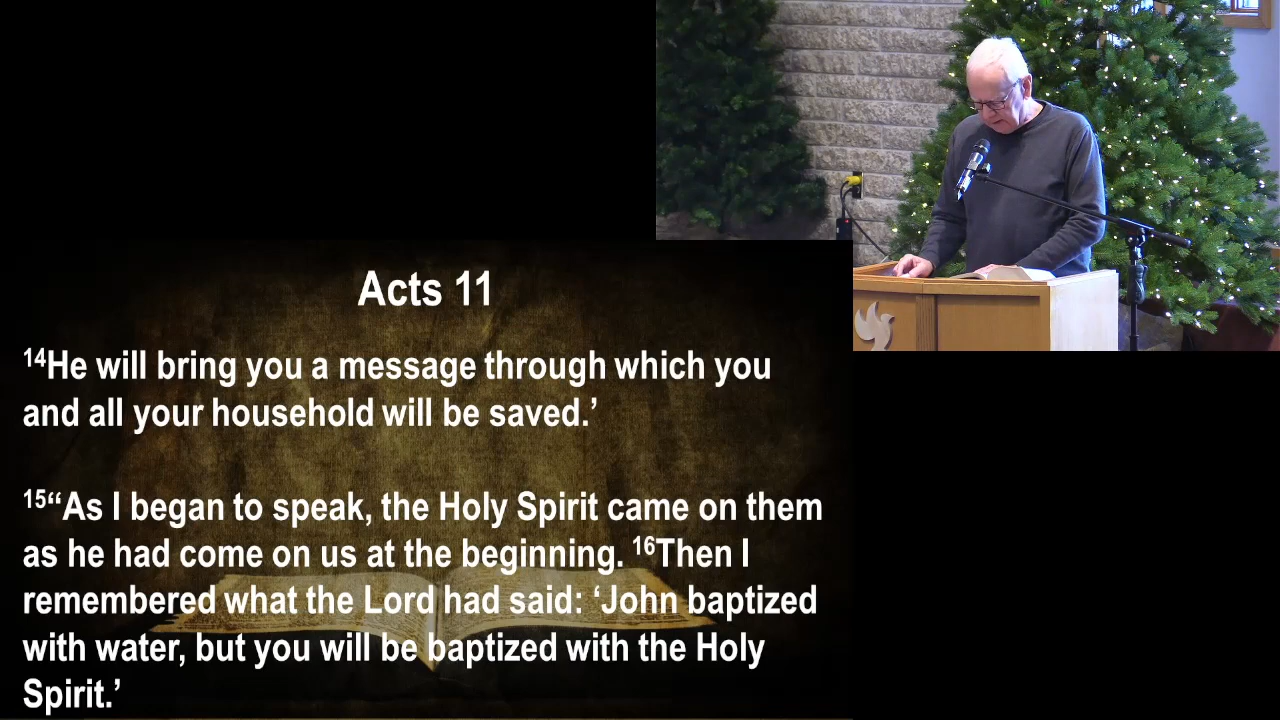 Acts 11
¹⁴He will bring you a message through which you
and all your household will be saved.’
¹⁵“As I began to speak, the Holy Spirit came on them
as he had come on us at the beginning. ¹⁶Then I
remembered what the Lord had said: ‘John baptized
with water, but you will be baptized with the Holy
Spirit.’